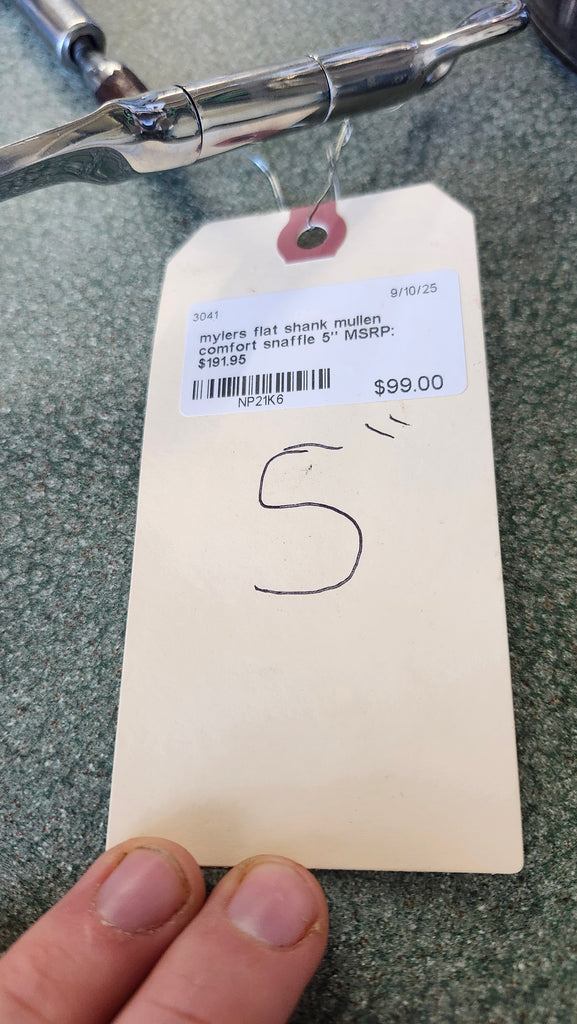 9/10/25
3041
mylers flat shank mullen
comfort snaffle 5'' MSRP:
$191.95
NP21K6
$99.00
5"